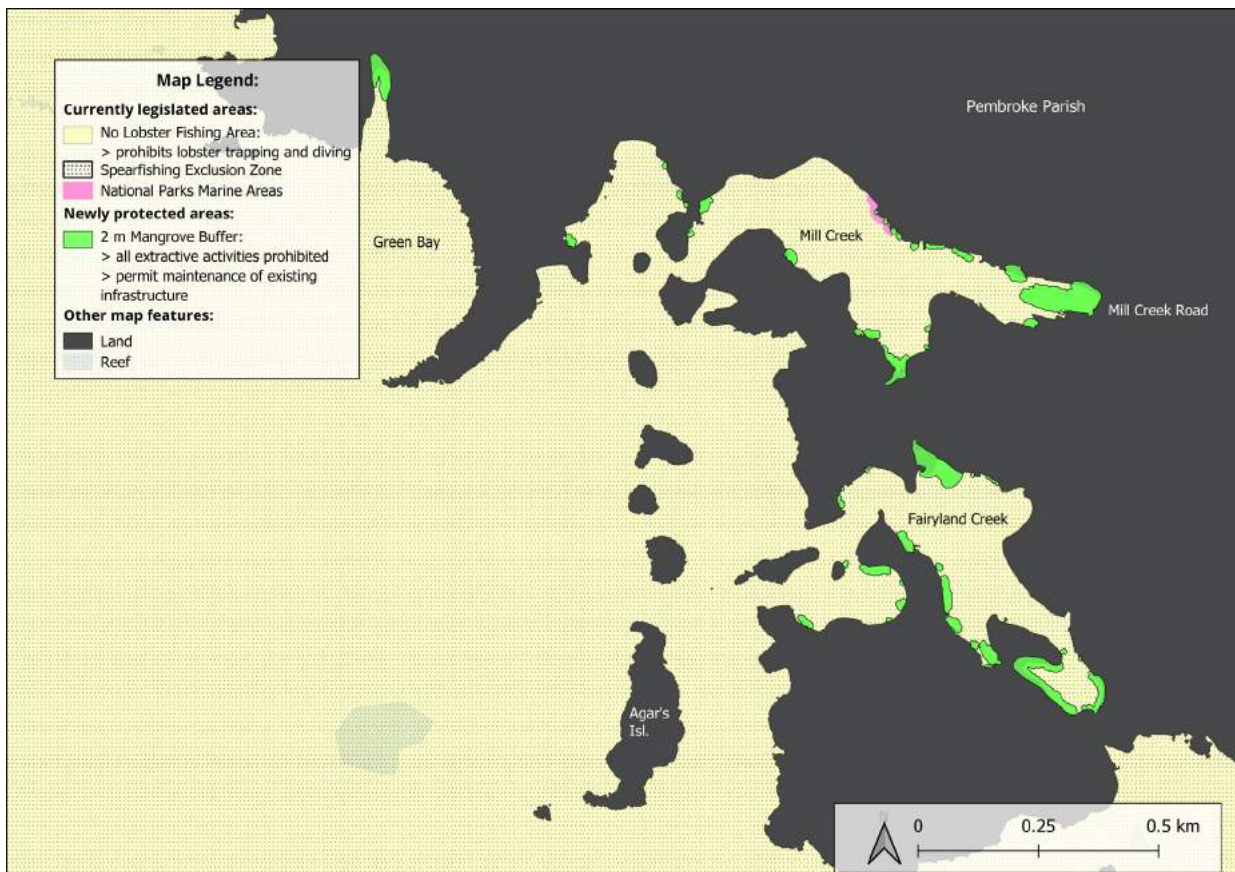 Map Legend:
Currently legislated areas:
No Lobster Fishing Area:
> prohibits lobster trapping and diving
Spearfishing Exclusion Zone
National Parks Marine Areas
Newly protected areas:
2 m Mangrove Buffer:
> all extractive activities prohibited
> permit maintenance of existing
infrastructure
Other map features:
Land
Reef
Pembroke Parish
Green Bay
Mill Creek
Mill Creek Road
Fairyland Creek
Agar's
Isl.
N
0 0.25 0.5 km